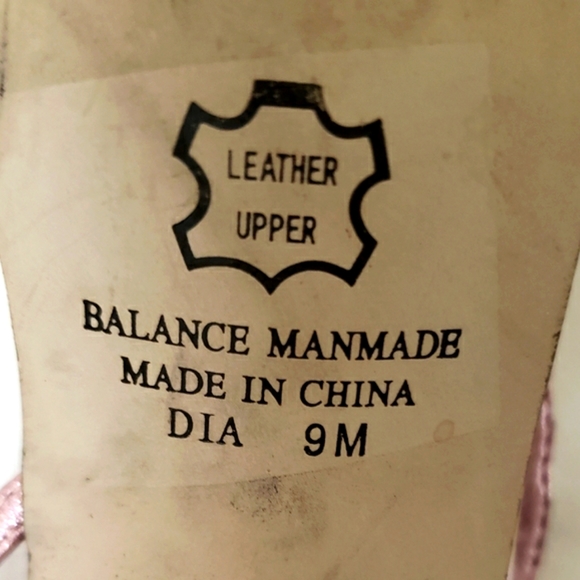 LEATHER
UPPER
BALANCE MANMADE
MADE IN CHINA
DIA 9M